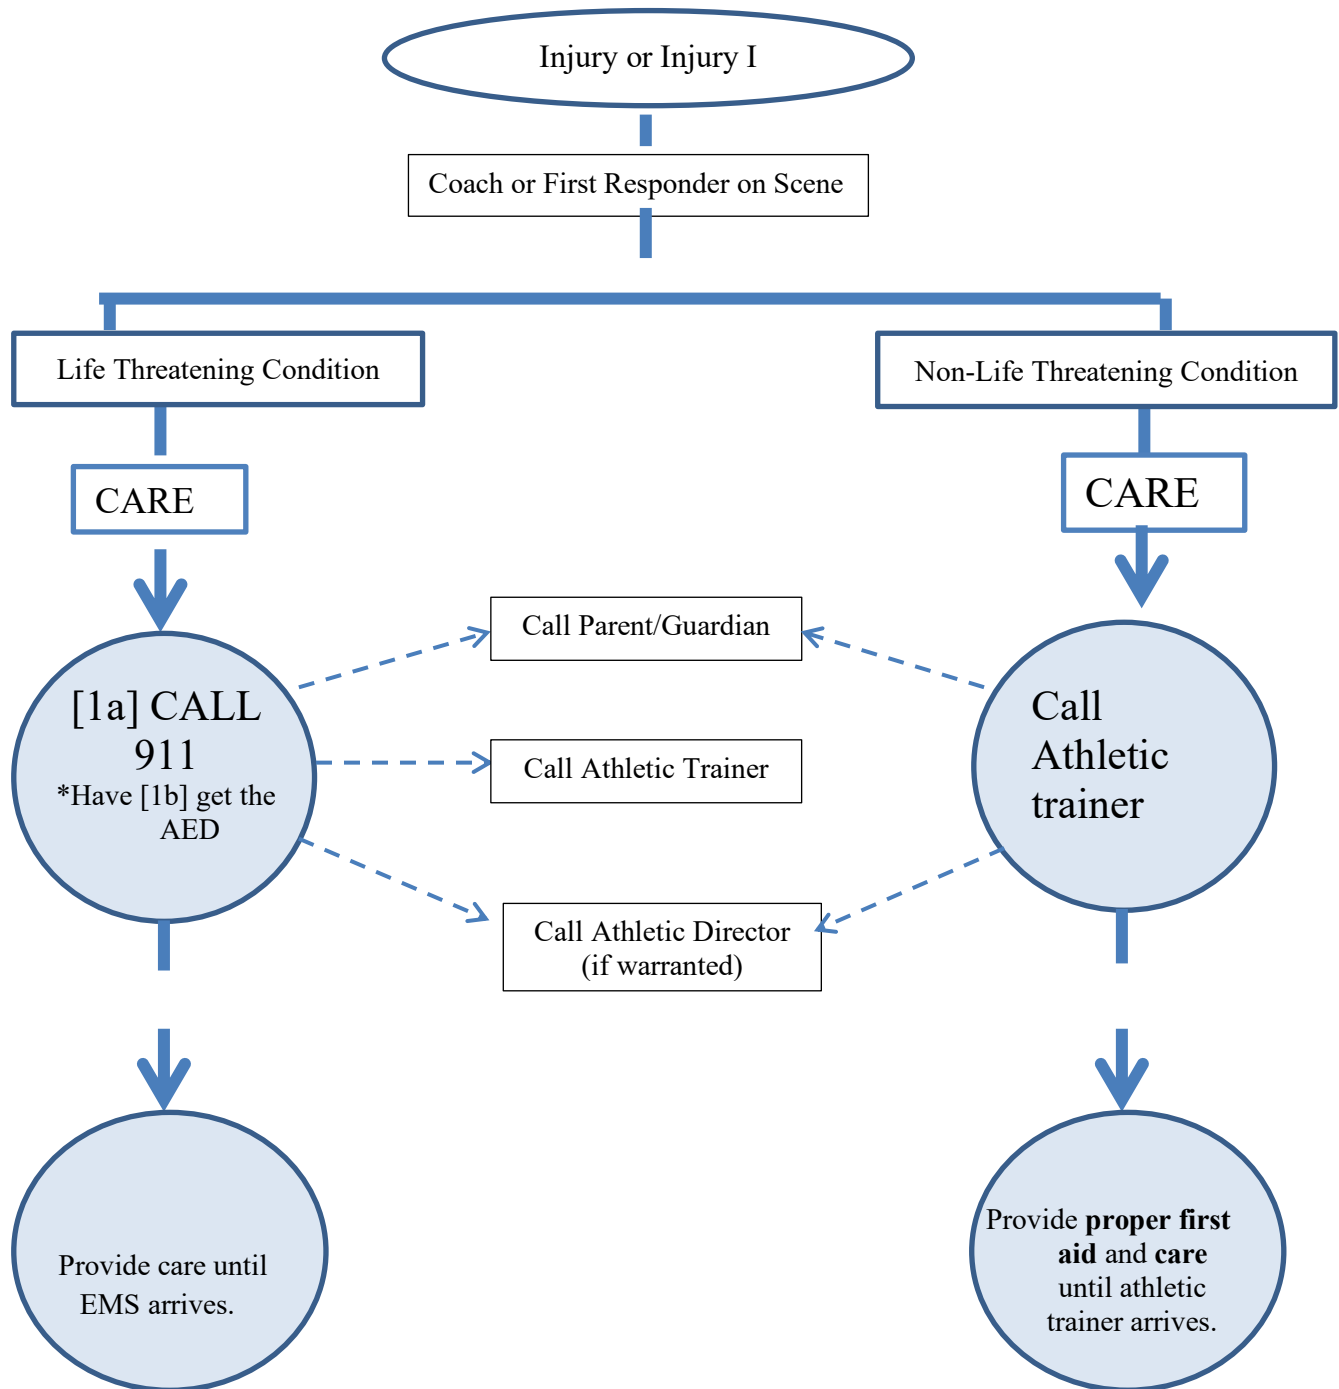 Injury or Injury I
Coach or First Responder on Scene
Life Threatening Condition
Non-Life Threatening Condition
CARE
CARE
Call Parent/Guardian
[1a] CALL
911
*Have [1b] get the
AED
Call Athletic Trainer
Call
Athletic
trainer
Call Athletic Director
(if warranted)
Provide care until
EMS arrives.
Provide proper first
aid and care
until athletic
trainer arrives.